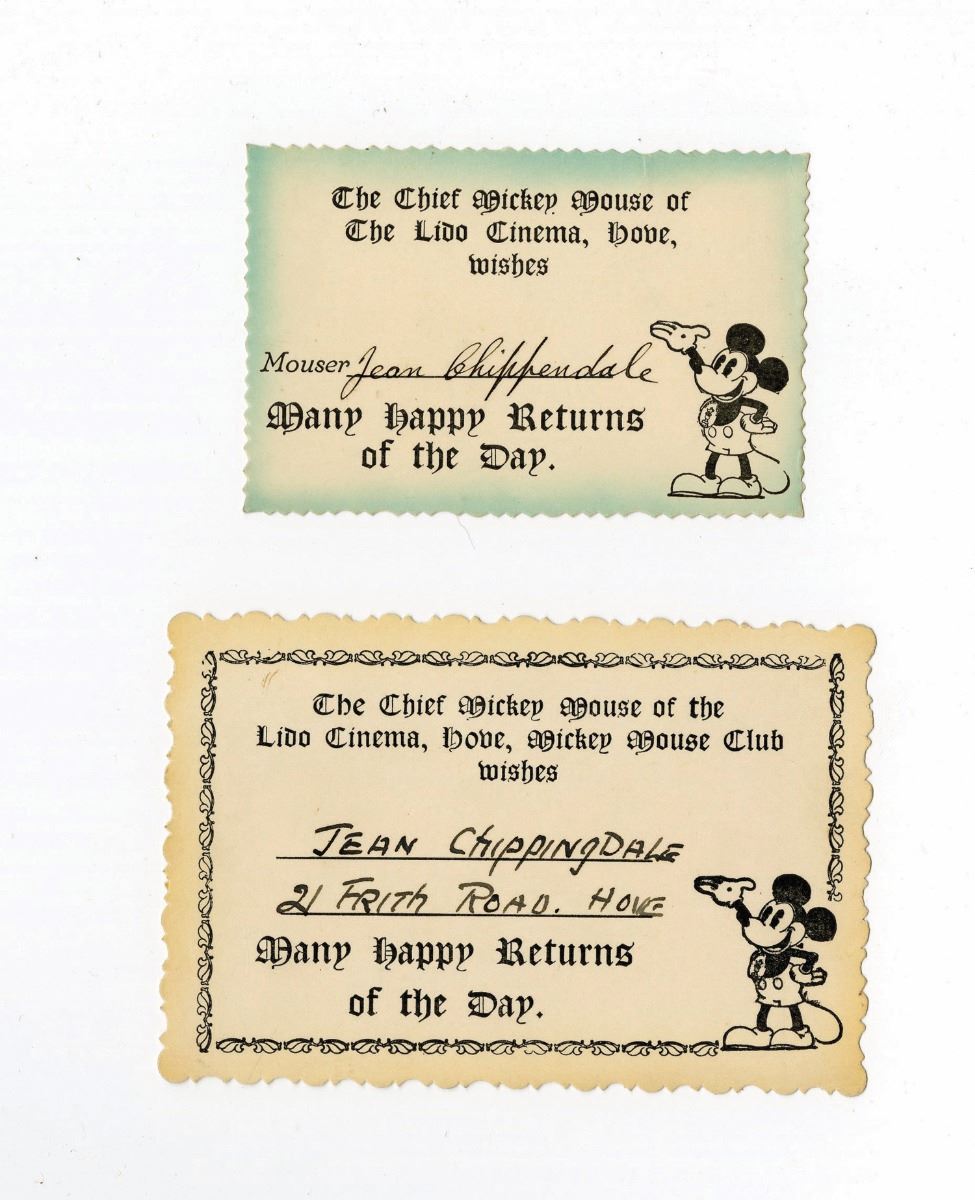 The Chief Mickey Mouse of
The Lido Cinema, Hove,
wishes
Mouser Jean Chippendale
Many Happy Returns
of the Day.
The Chief Mickey Mouse of the
Lido Cinema, Hove, Mickey Mouse Club
wishes
JEAN CHIPPINGDALE
21 FRITH ROAD. HOVE
Many Happy Returns
of the Day.